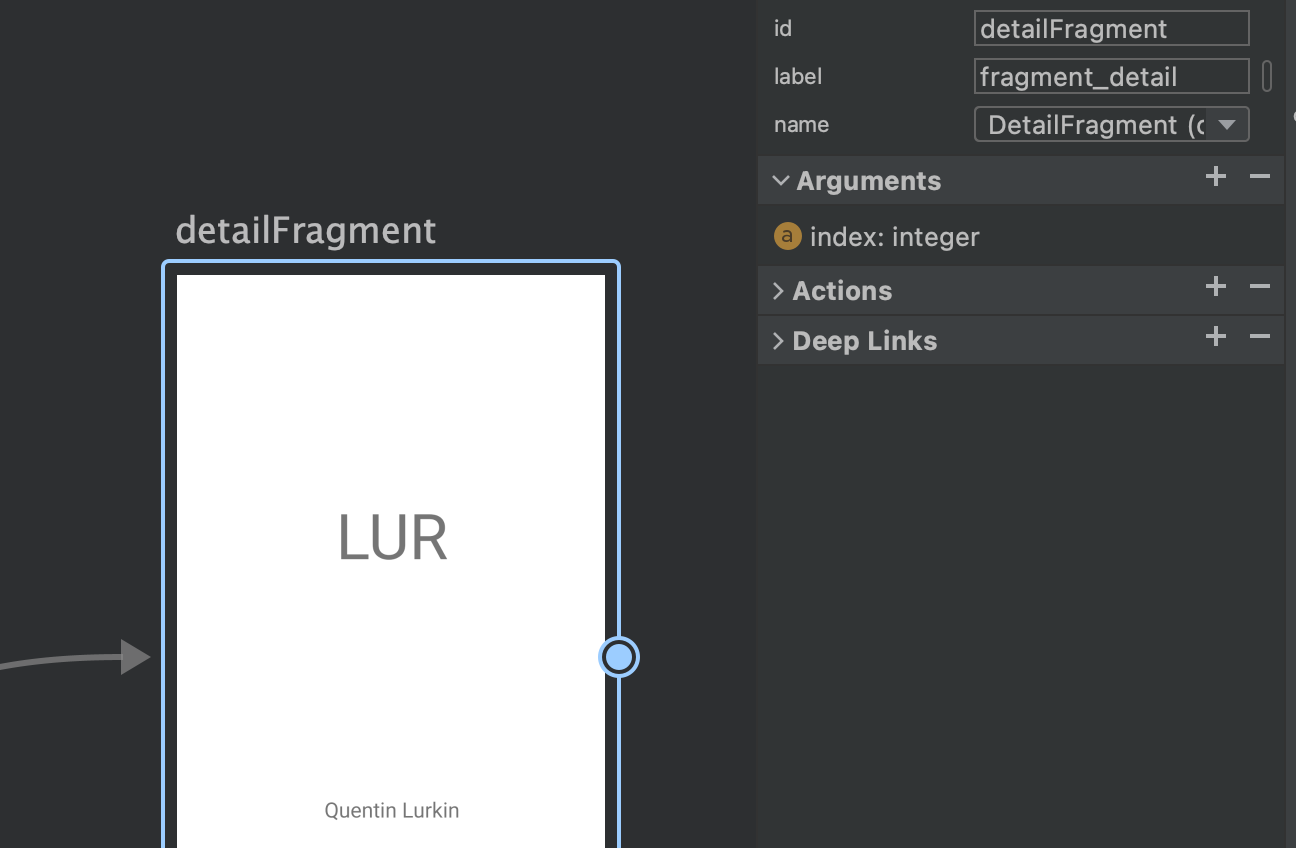 id
detailFragment
label
fragment_detail
name
DetailFragment (
Arguments
a index: integer
Actions
Deep Links
detailFragment
LUR
Quentin Lurkin